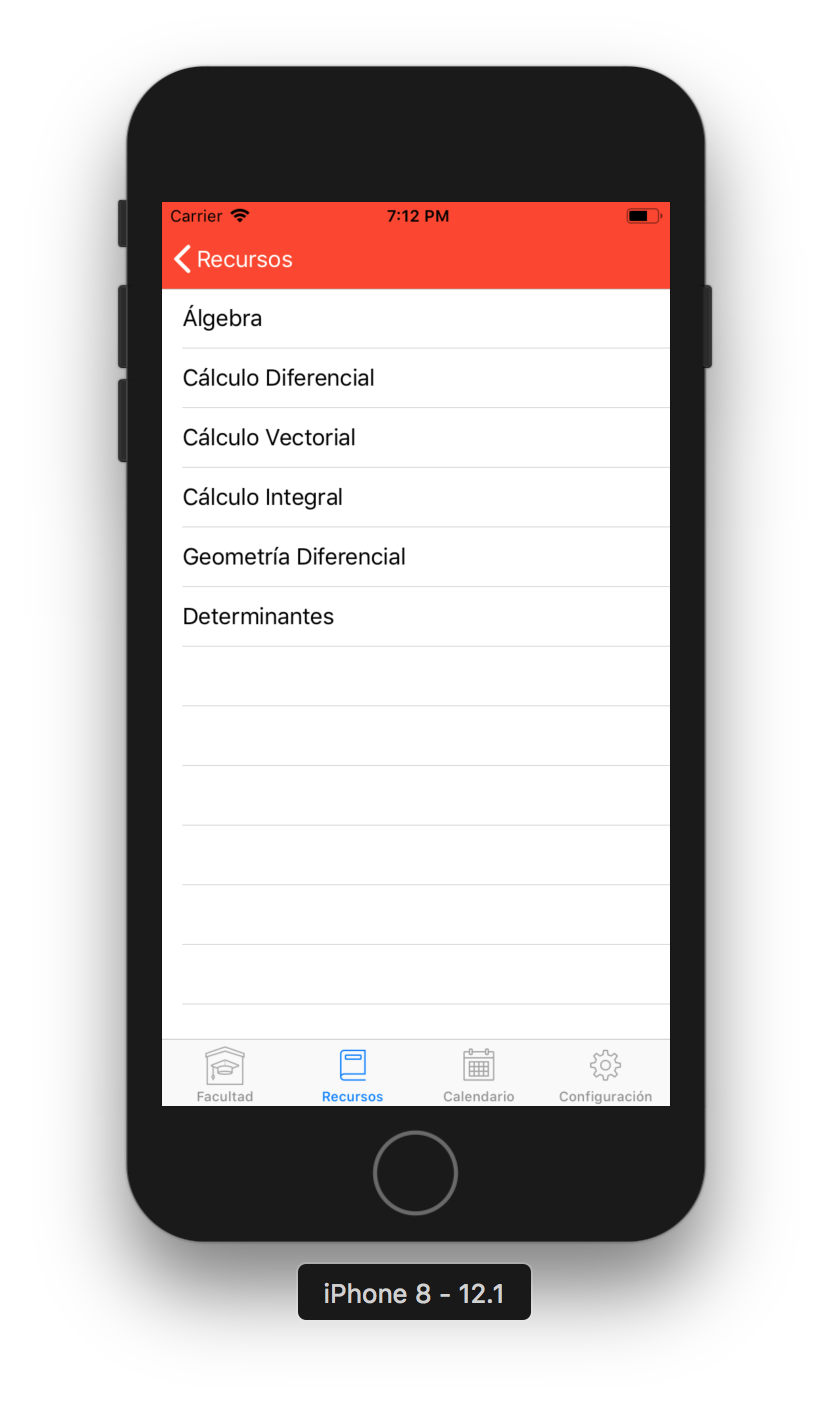 Carrier 7:12 PM
Recursos
Álgebra
Cálculo Diferencial
Cálculo Vectorial
Cálculo Integral
Geometría Diferencial
Determinantes
Facultad Recursos Calendario Configuración
iPhone 8 - 12.1